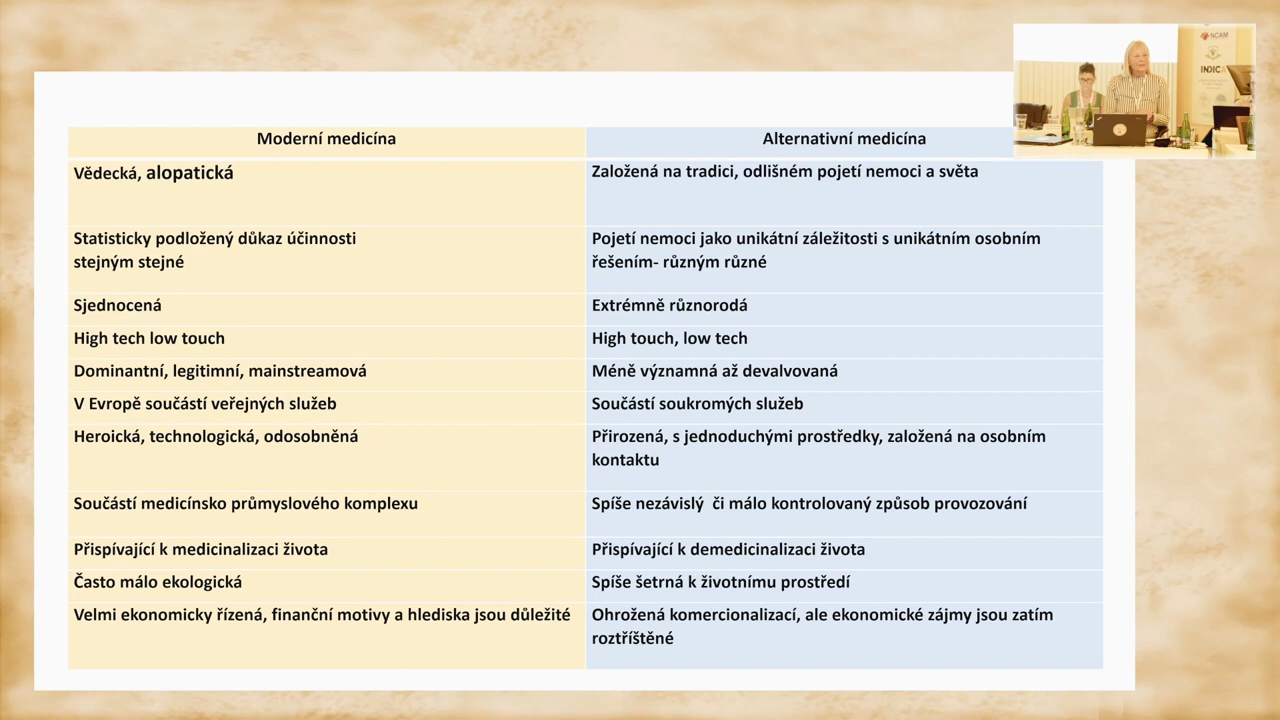 NCAM
Moderní medicína
Alternativní medicína
Vědecká, alopatická
Založená na tradici, odlišném pojetí nemoci a světa
Statisticky podložený důkaz účinnosti
stejným stejné
Pojetí nemoci jako unikátní záležitosti s unikátním osobním
řešením- různým různé
Sjednocená
Extrémně různorodá
High tech low touch
High touch, low tech
Dominantní, legitimní, mainstreamová
Méně významná až devalvovaná
V Evropě součástí veřejných služeb
Součástí soukromých služeb
Heroická, technologická, odosobněná
Přirozená, s jednoduchými prostředky, založená na osobním
kontaktu
Součástí medicínsko průmyslového komplexu
Spíše nezávislý  či málo kontrolovaný způsob provozování
Přispívající k medicinalizaci života
Přispívající k demedicinalizaci života
Často málo ekologická
Spíše šetrná k životnímu prostředí
Velmi ekonomicky řízená, finanční motivy a hlediska jsou důležité
Ohrožená komercionalizací, ale ekonomické zájmy jsou zatím
roztříštěné